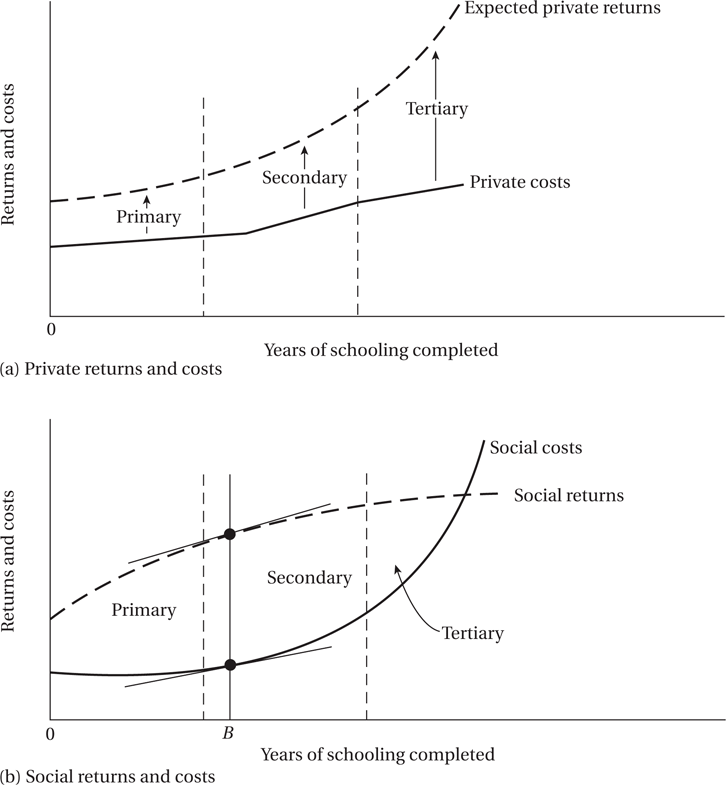 Expected private returns
Returns and costs
Tertiary
Secondary
Private costs
Primary
0
Years of schooling completed
(a) Private returns and costs
Social costs
Social returns
Returns and costs
Secondary
Primary
Tertiary
0
B
Years of schooling completed
(b) Social returns and costs